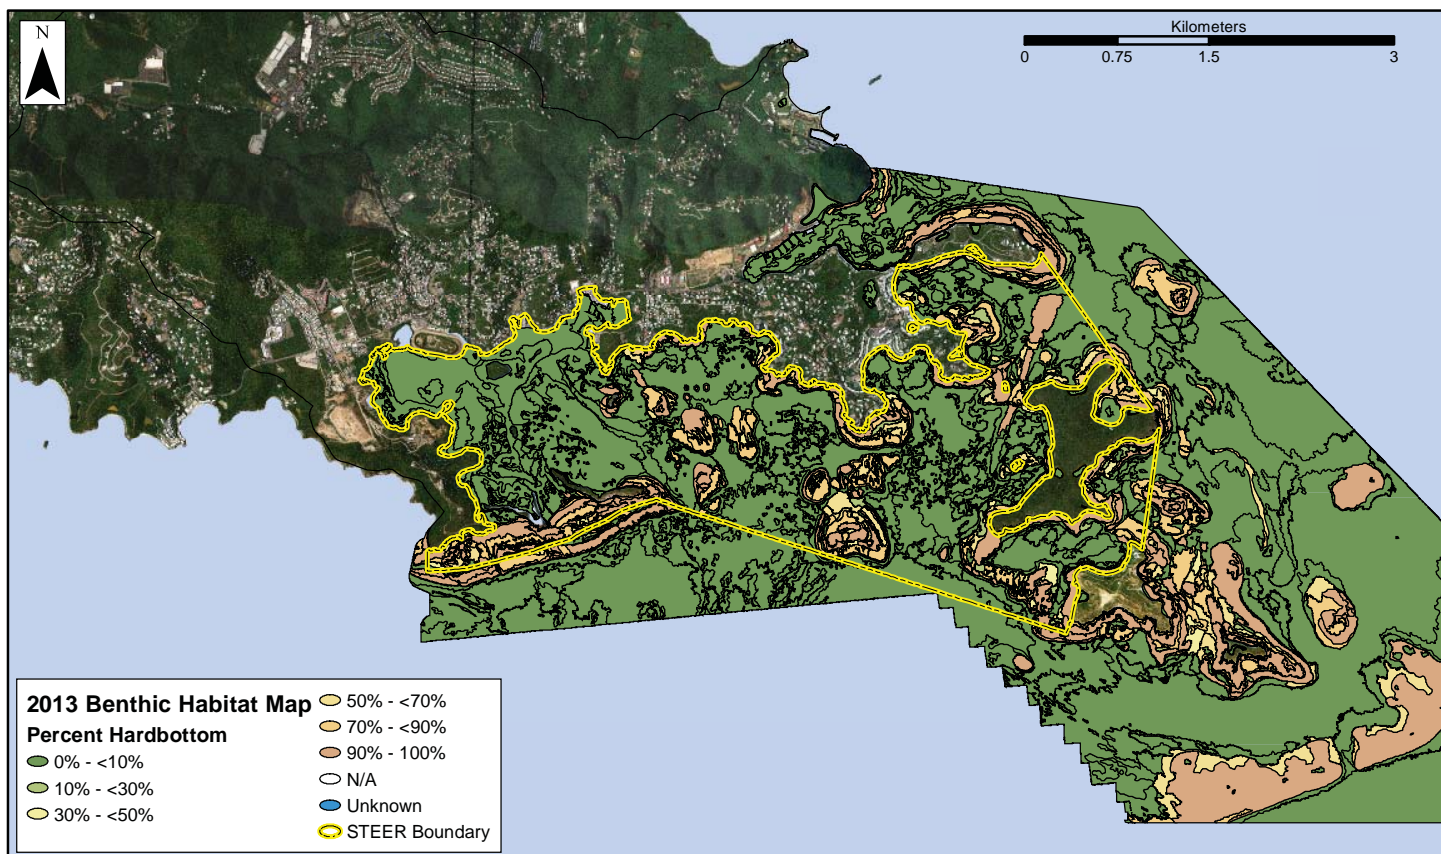 N
Kilometers
0 0.75 1.5 3
2013 Benthic Habitat Map
Percent Hardbottom
0% - <10%
10% - <30%
30% - <50%
50% - <70%
70% - <90%
90% - 100%
N/A
Unknown
STEER Boundary